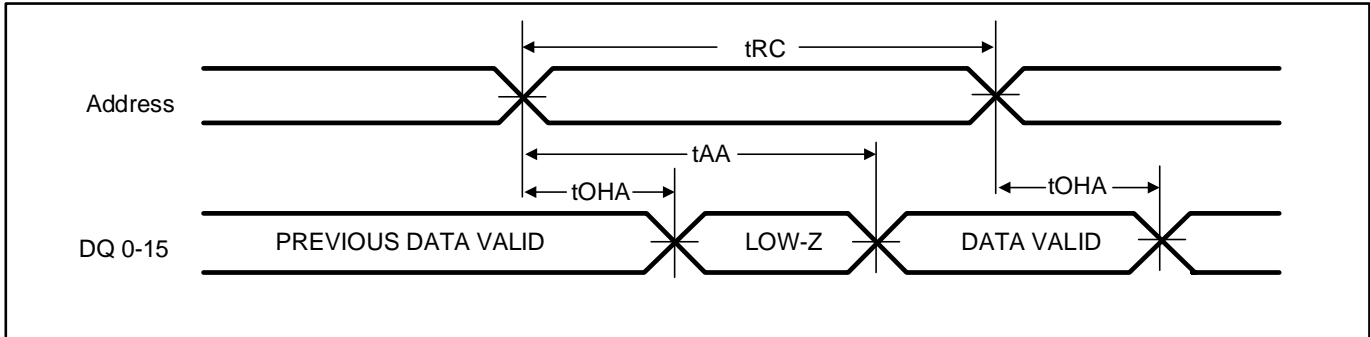 tRC
Address
tAA
tOHA
tOHA
DQ 0-15
PREVIOUS DATA VALID
LOW-Z
DATA VALID